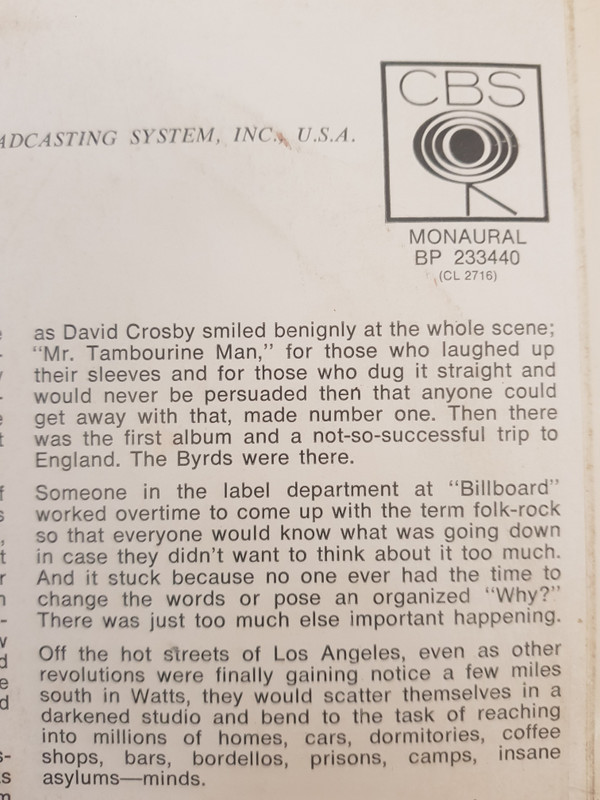 CBS
ADCASTING SYSTEM, INC., U.S.A.
MONAURAL
BP 233440
(CL 2716)
as David Crosby smiled benignly at the whole scene;
“Mr. Tambourine Man,” for those who laughed up
their sleeves and for those who dug it straight and
would never be persuaded then that anyone could
get away with that, made number one. Then there
was the first album and a not-so-successful trip to
England. The Byrds were there.
Someone in the label department at “Billboard”
worked overtime to come up with the term folk-rock
so that everyone would know what was going down
in case they didn’t want to think about it too much.
And it stuck because no one ever had the time to
change the words or pose an organized “Why?”
There was just too much else important happening.
Off the hot streets of Los Angeles, even as other
revolutions were finally gaining notice a few miles
south in Watts, they would scatter themselves in a
darkened studio and bend to the task of reaching
into millions of homes, cars, dormitories, coffee
shops, bars, bordellos, prisons, camps, insane
asylums—minds.